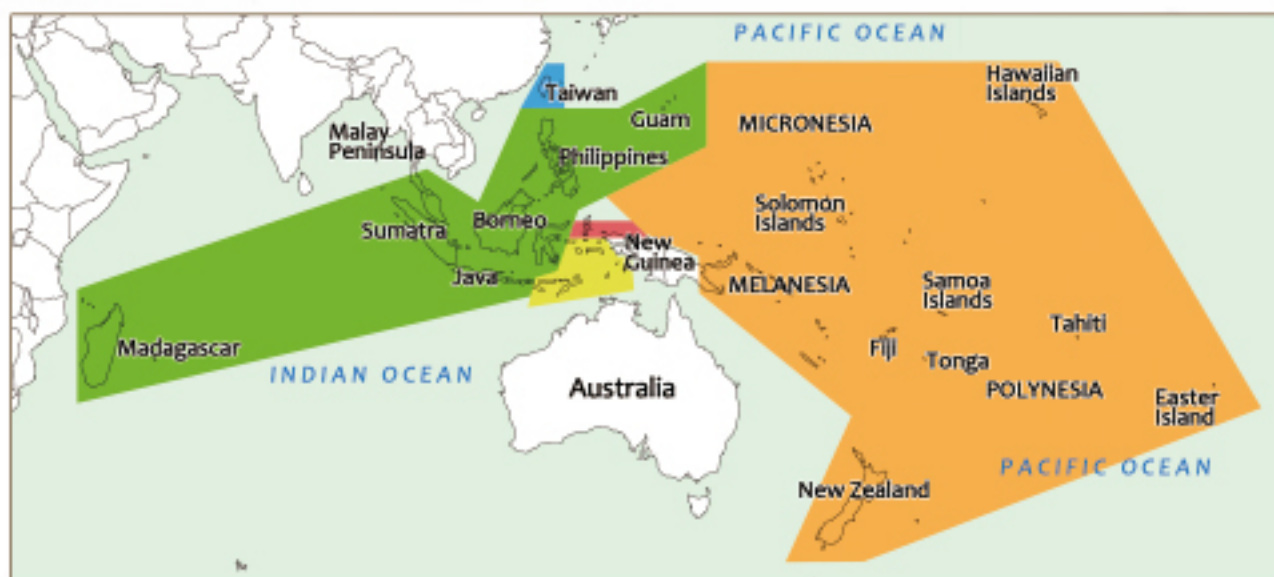 PACIFIC OCEAN
Hawaiian
Islands
Taiwan
Guam
MICRONESIA
Malay
Peninsula
Philippines
Solomon
Islands
Sumatra
Borneo
New
Guinea
Java
MELANESIA
Samoa
Islands
Tahiti
Madagascar
Fiji
Tonga
INDIAN OCEAN
Australia
POLYNESIA
Easter
Island
PACIFIC OCEAN
New Zealand